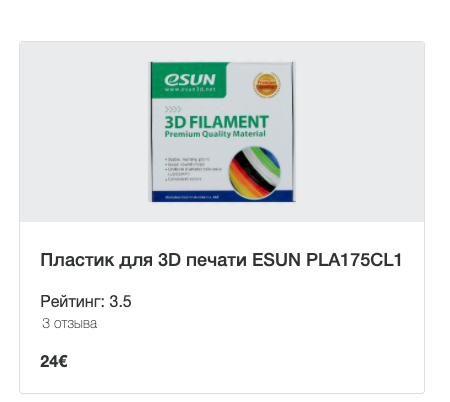 eSUN
www.esun3d.net
3D FILAMENT
Premium Quality Material
Пластик для 3D печати ESUN PLA175CL1
Рейтинг: 3.5
3 отзыва
24€